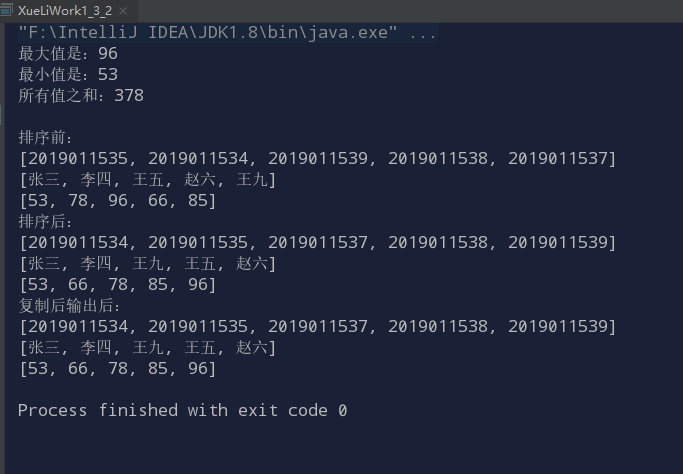 XueLiWork1_3_2
"F:\IntelliJ IDEA\JDK1.8\bin\java.exe" ...
最大值是：96
最小值是：53
所有值之和：378
排序前：
[2019011535, 2019011534, 2019011539, 2019011538, 2019011537]
[张三, 李四, 王五, 赵六, 王九]
[53, 78, 96, 66, 85]
排序后：
[2019011534, 2019011535, 2019011537, 2019011538, 2019011539]
[张三, 李四, 王九, 王五, 赵六]
[53, 66, 78, 85, 96]
复制后输出后：
[2019011534, 2019011535, 2019011537, 2019011538, 2019011539]
[张三, 李四, 王九, 王五, 赵六]
[53, 66, 78, 85, 96]
Process finished with exit code 0